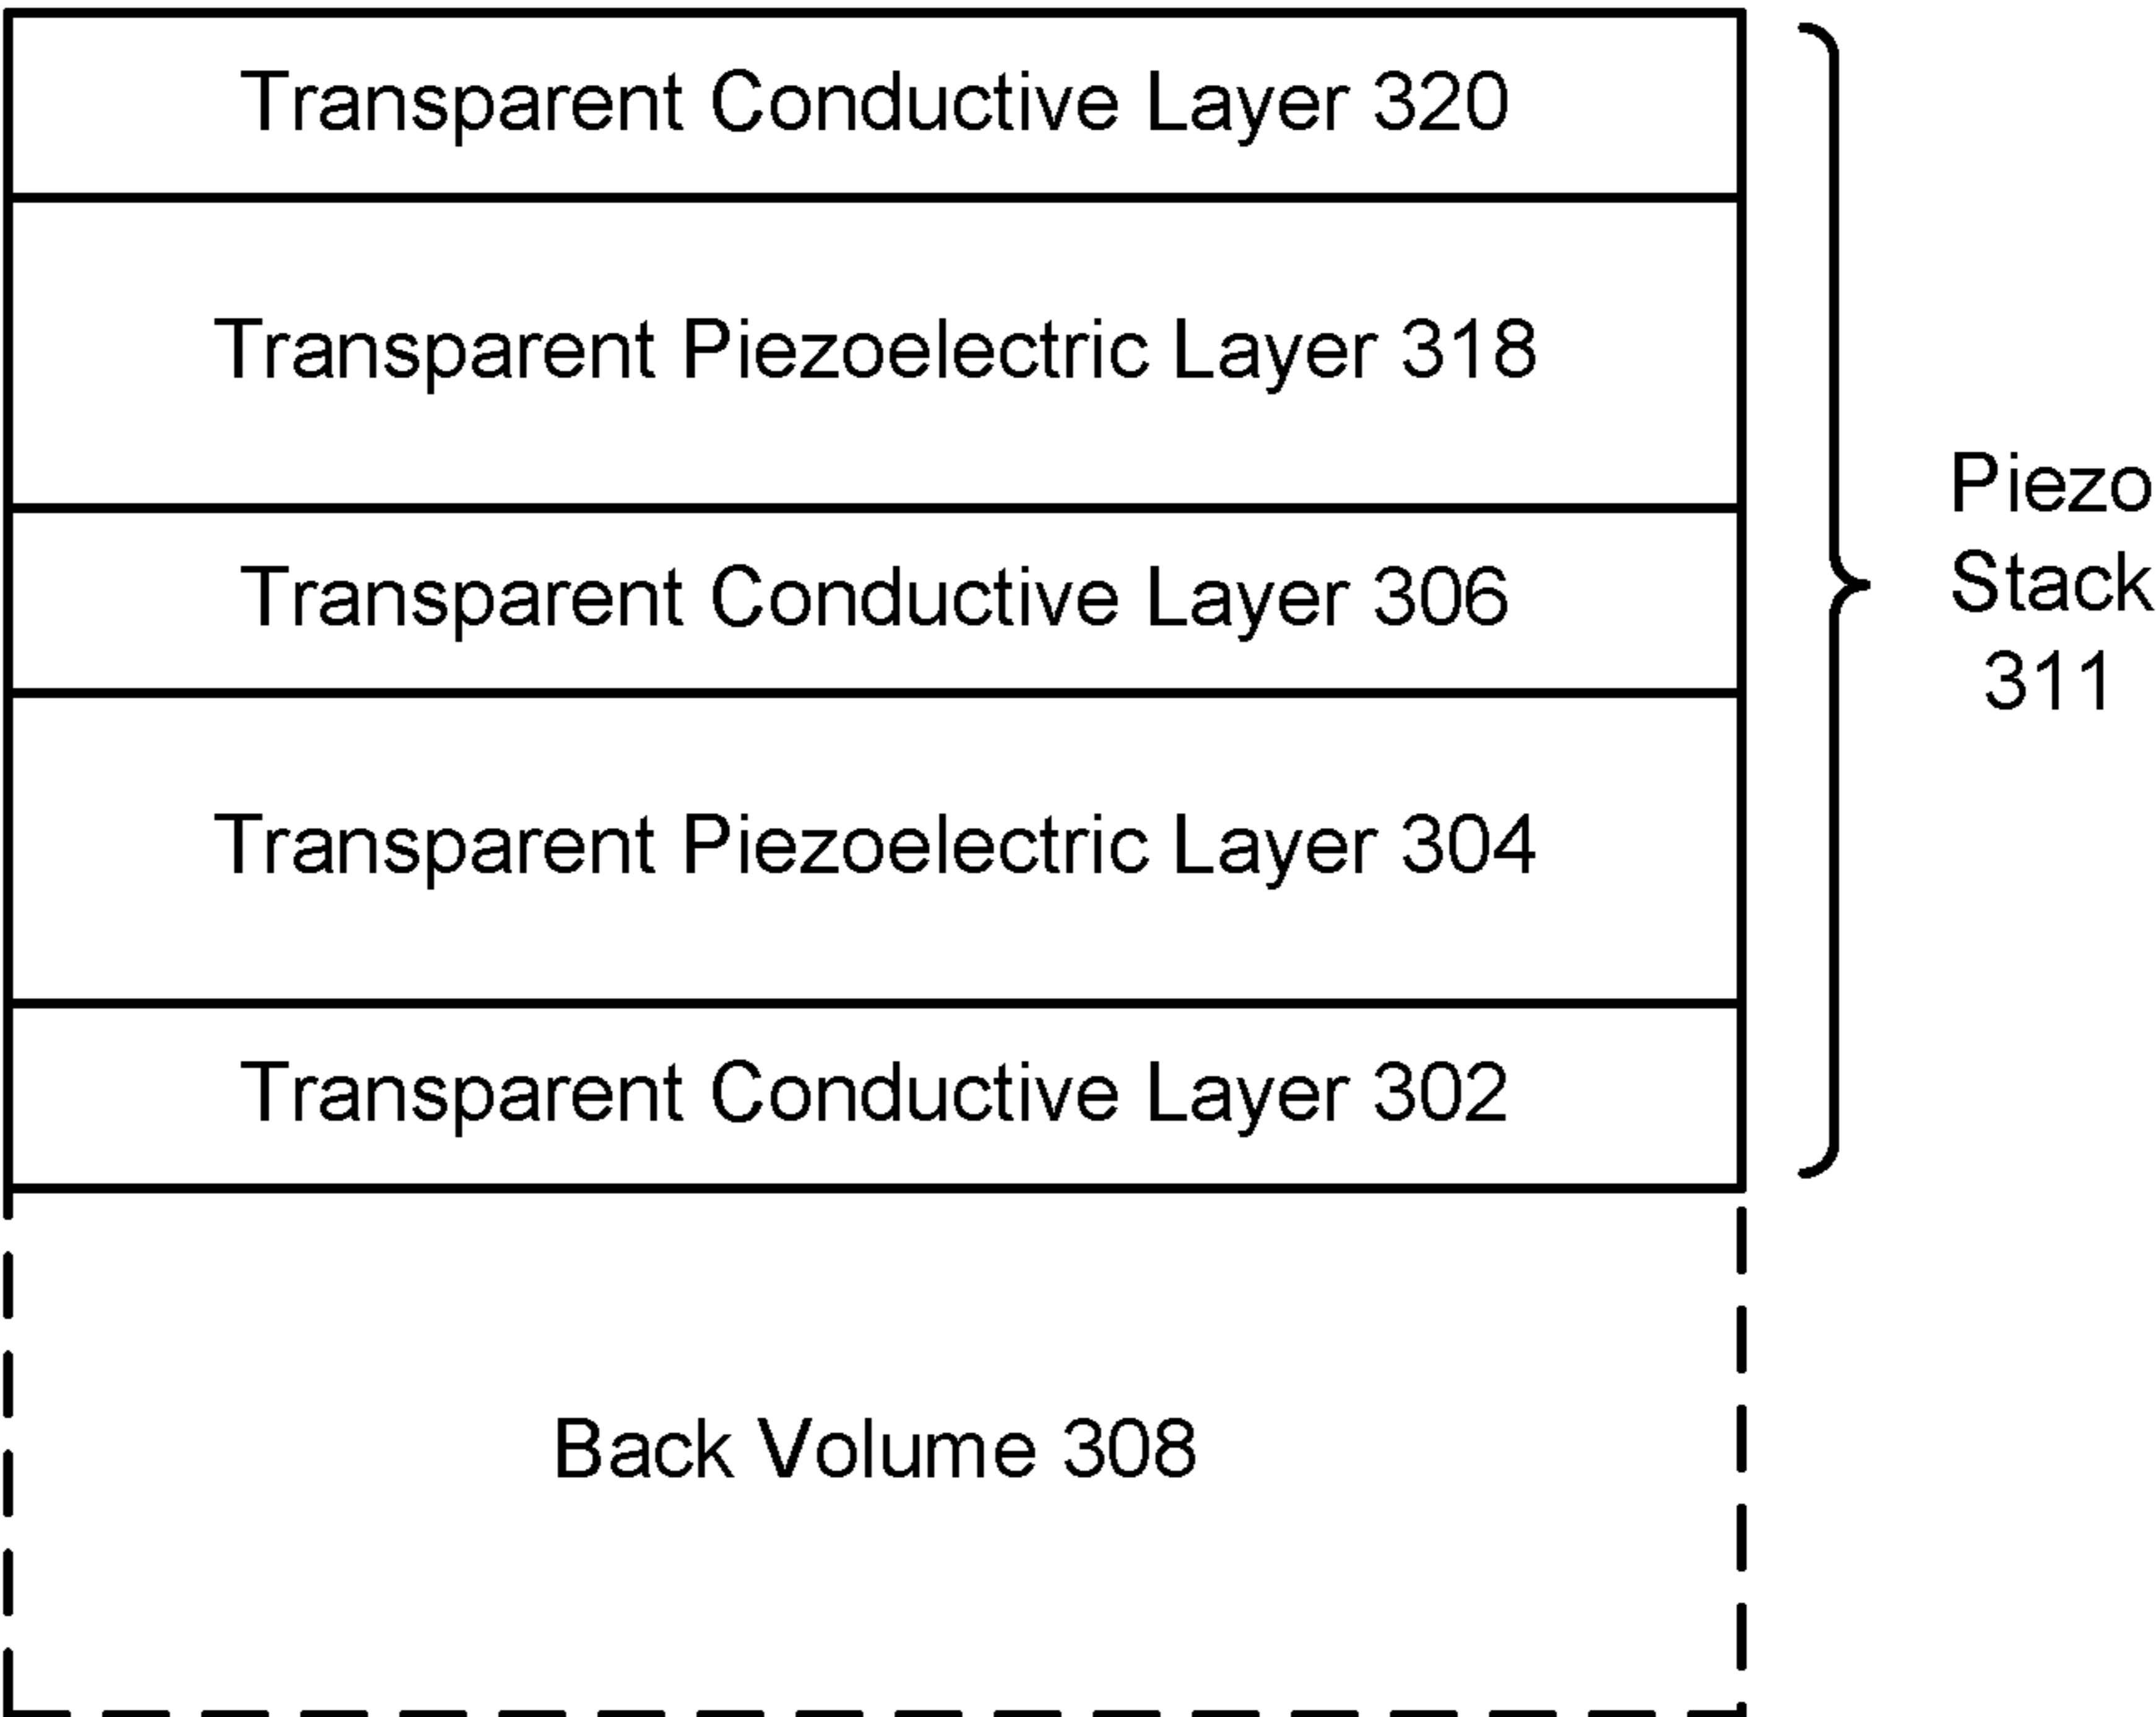 Transparent Conductive Layer 320
Transparent Piezoelectric Layer 318
Transparent Conductive Layer 306
Transparent Piezoelectric Layer 304
Transparent Conductive Layer 302
Back Volume 308
Piezo
Stack
311